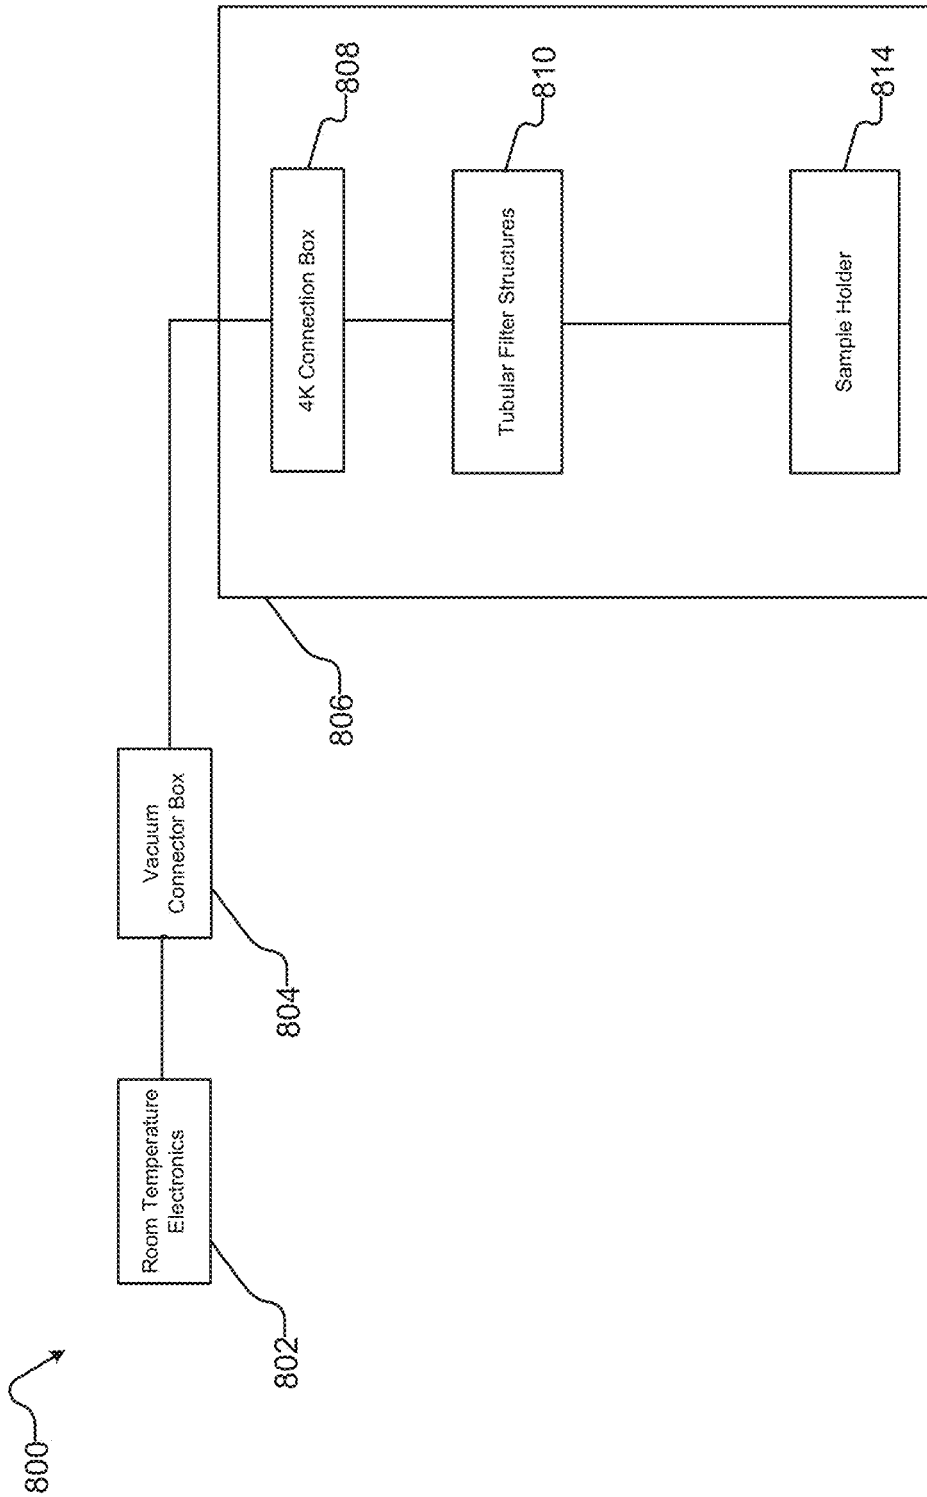 800
802
Room Temperature
Electronics
804
Vacuum
Connector Box
806
808
4K Connection Box
810
Tubular Filter Structures
814
Sample Holder